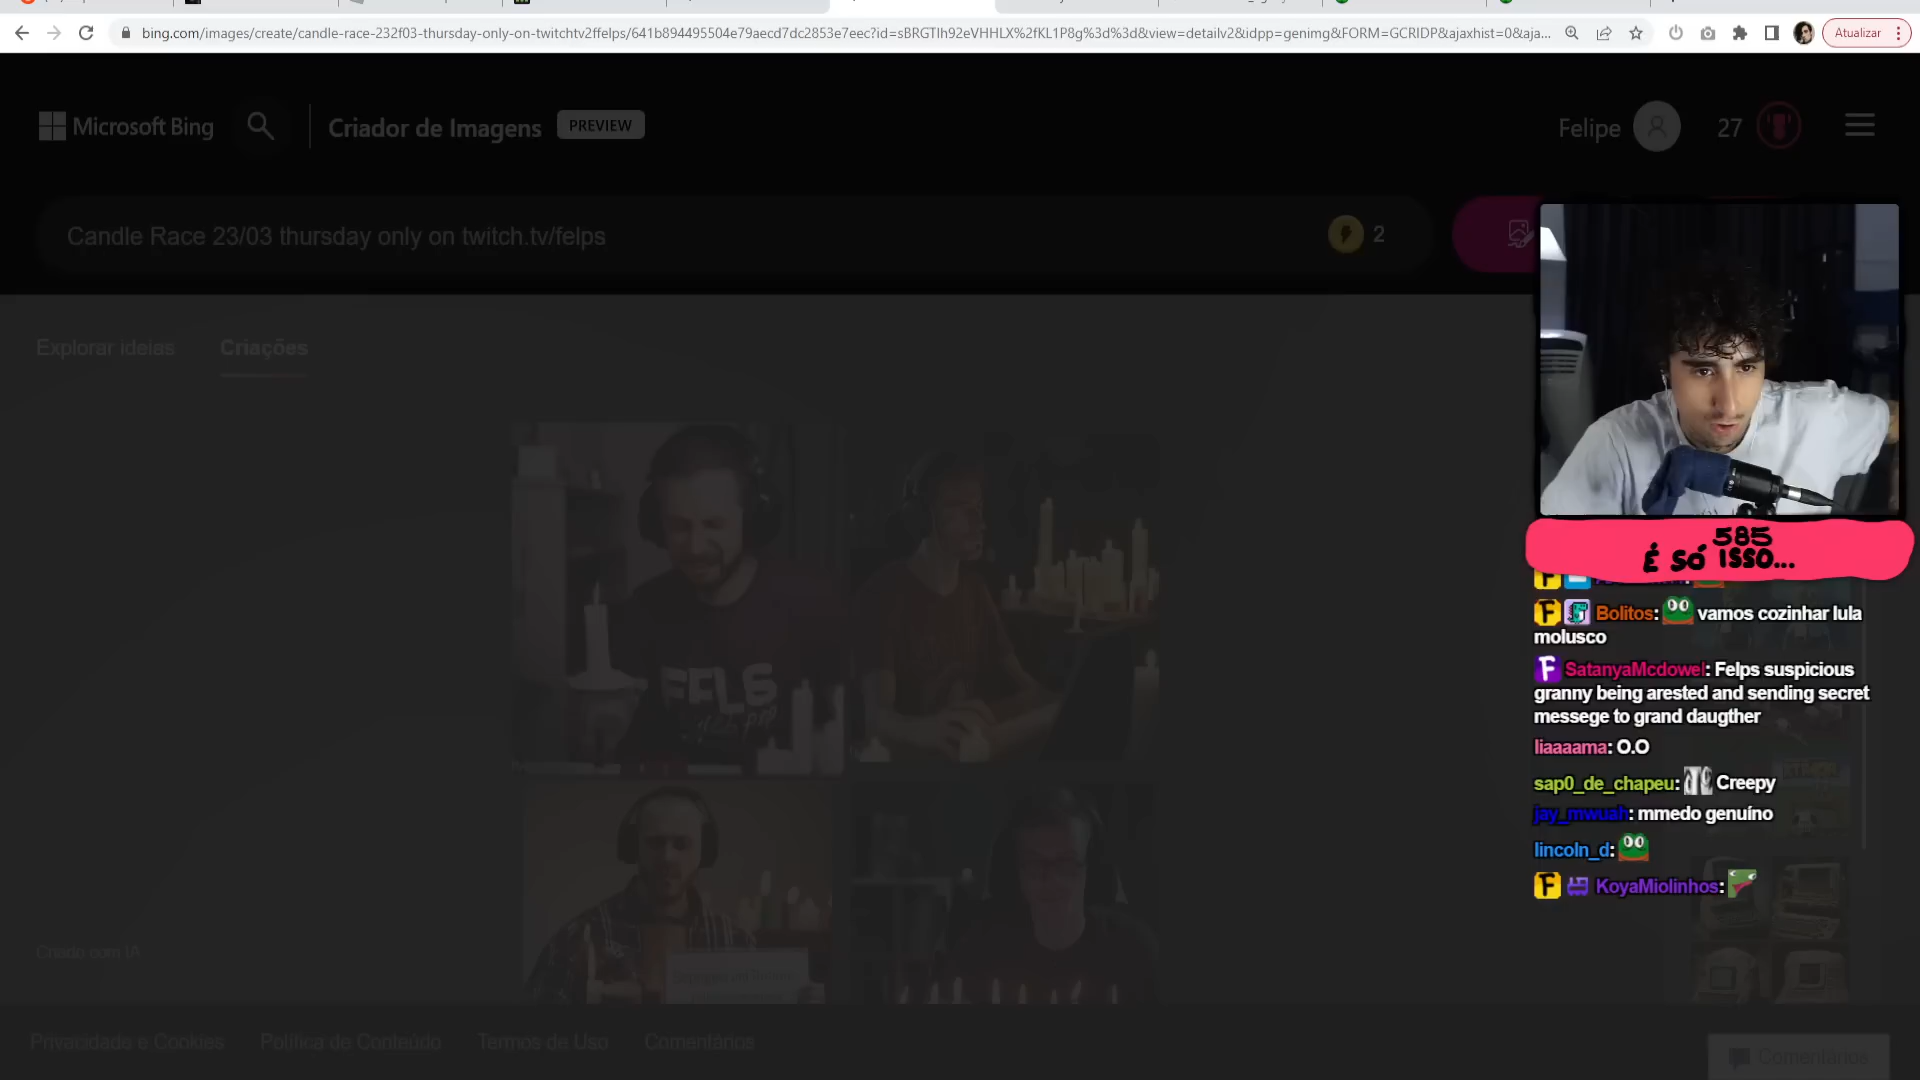 bing.com/images/create/candle-race-232f03-thursday-only-on-twitchtv2ffelps/641b894495504e79aecd7dc2853e7eec?id=sBRGTIh92eVHHLX%2fKL1P8g%3d%3d&view=detailv2&idpp=genimg&FORM=GCRIDP&ajaxhist=0&ajax...
Atualizar
Microsoft Bing
Criador de Imagens
PREVIEW
Felipe
27
Candle Race 23/03 thursday only on twitch.tv/felps
2
Explorar ideias
Criações
585
É SÓ ISSO...
Bolitos: vamos cozinhar lula
molusco
SatanyaMcdowel: Felps suspicious
granny being arested and sending secret
messege to grand daugther
liaaaama: O.O
sap0_de_chapeu: Creepy
jay_mwuah: mmedo genuíno
lincoln_d:
KoyaMiolinhos:
Criado com IA
Privacidade e Cookies
Política de Conteúdo
Termos de Uso
Comentários
Comentários